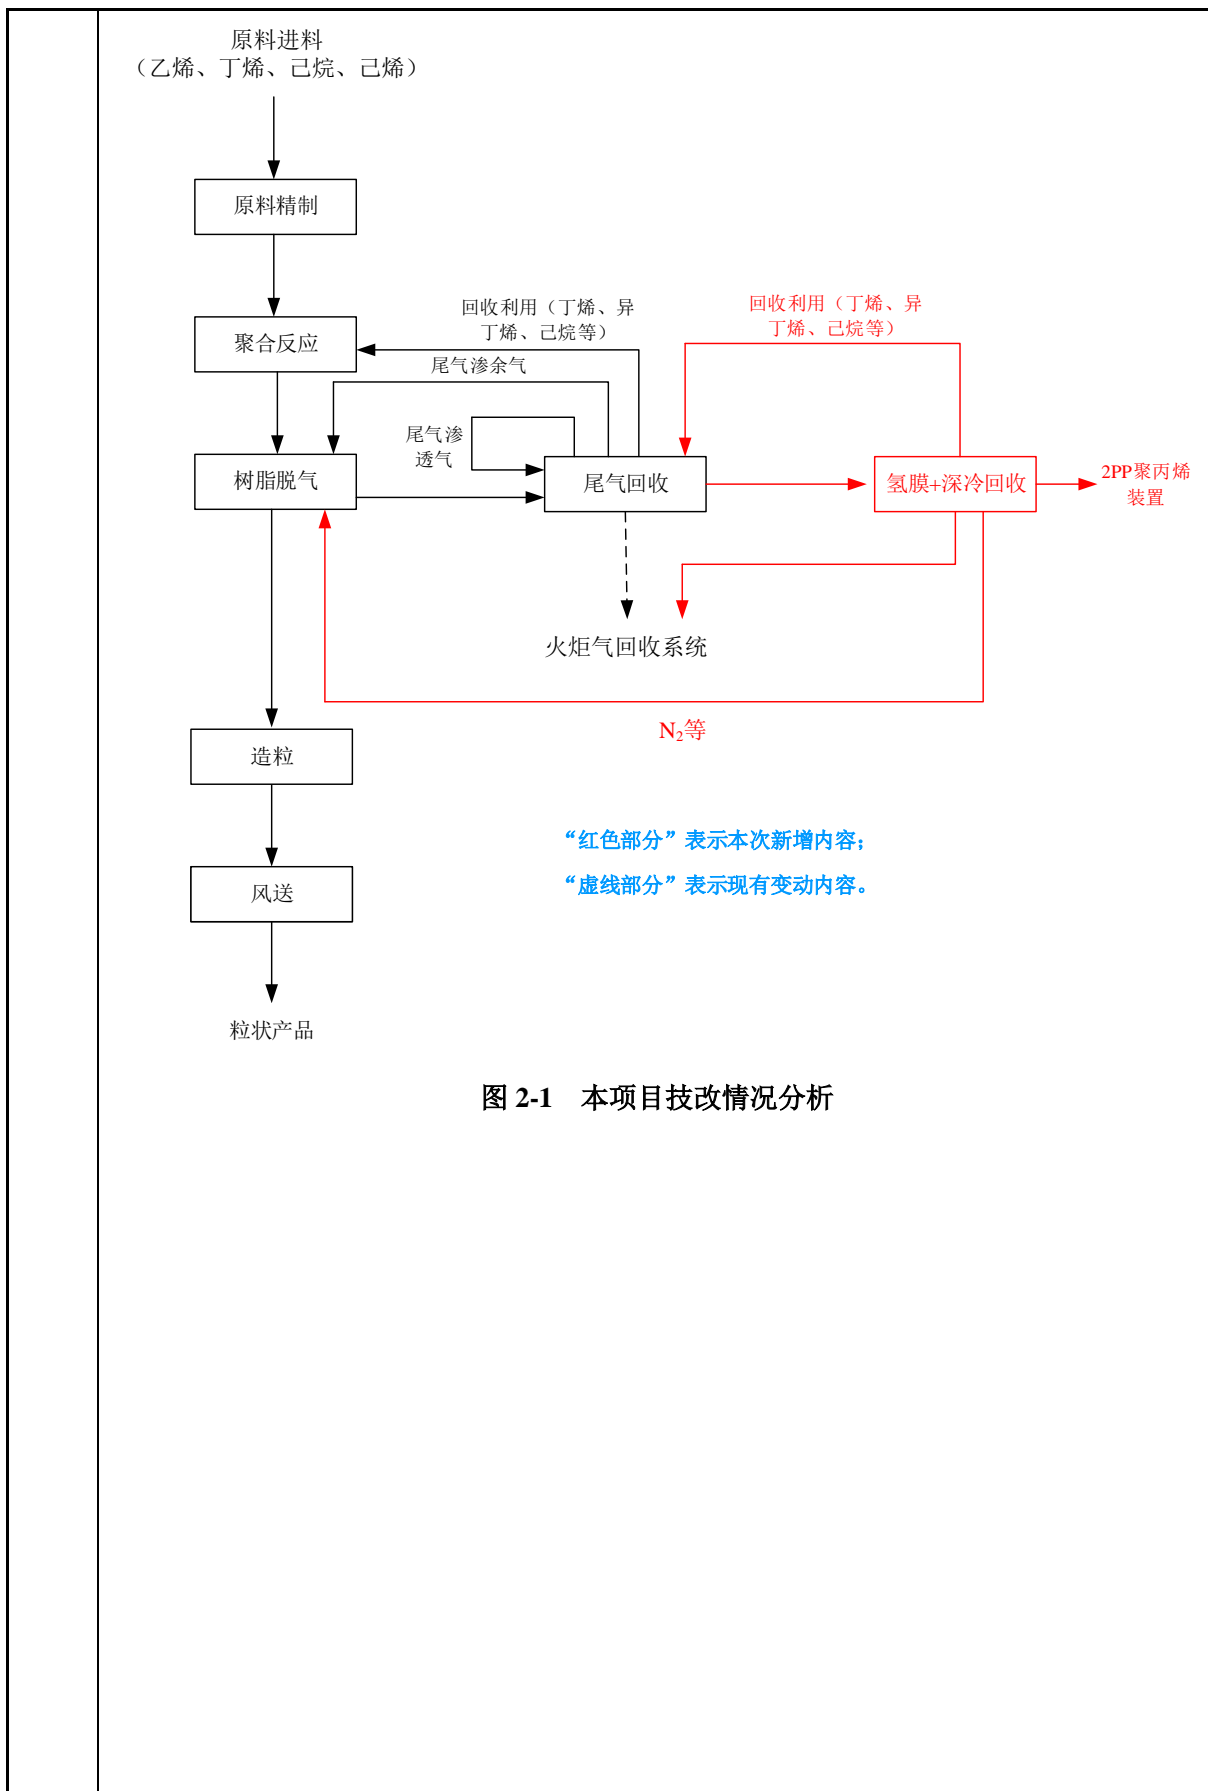 原料进料
（乙烯、丁烯、己烷、己烯）
原料精制
聚合反应
回收利用（丁烯、异
丁烯、己烷等）
回收利用（丁烯、异
丁烯、己烷等）
尾气渗余气
尾气渗
透气
树脂脱气
尾气回收
氢膜+深冷回收
2PP聚丙烯
装置
火炬气回收系统
N₂等
造粒
“红色部分”表示本次新增内容；
“虚线部分”表示现有变动内容。
风送
粒状产品
图 2-1 本项目技改情况分析